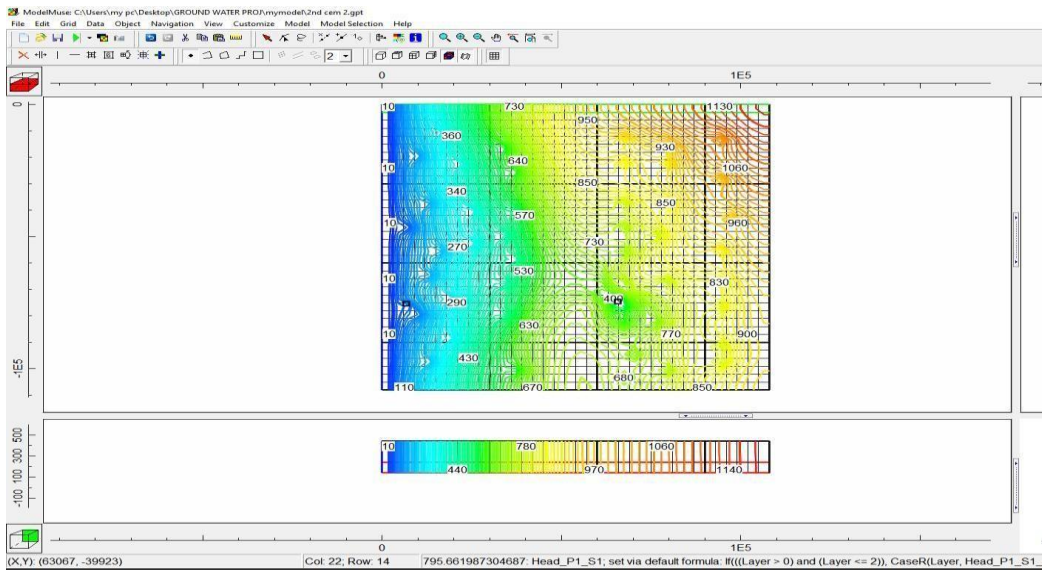 ModelMuse: C:\Users\my pc\Desktop\GROUND WATER PROJ\mymodel\2nd cem 2.gpt
File Edit Grid Data Object Navigation View Customize Model Model Selection Help
2
0 1E5
0
10 730 1130
950
360 930
640
10 1060
850
340 850
570
10 960
270 730
530
10 830
290 400
630
10 770 900
430
680
110 670 850
-1E5
500
300
100
-100
10 780 1060
440 970 1140
0 1E5
(X,Y): (63067, -39923) Col: 22; Row: 14 795.661987304687: Head_P1_S1; set via default formula: If(((Layer > 0) and (Layer <= 2)), CaseR(Layer, Head_P1_S1_